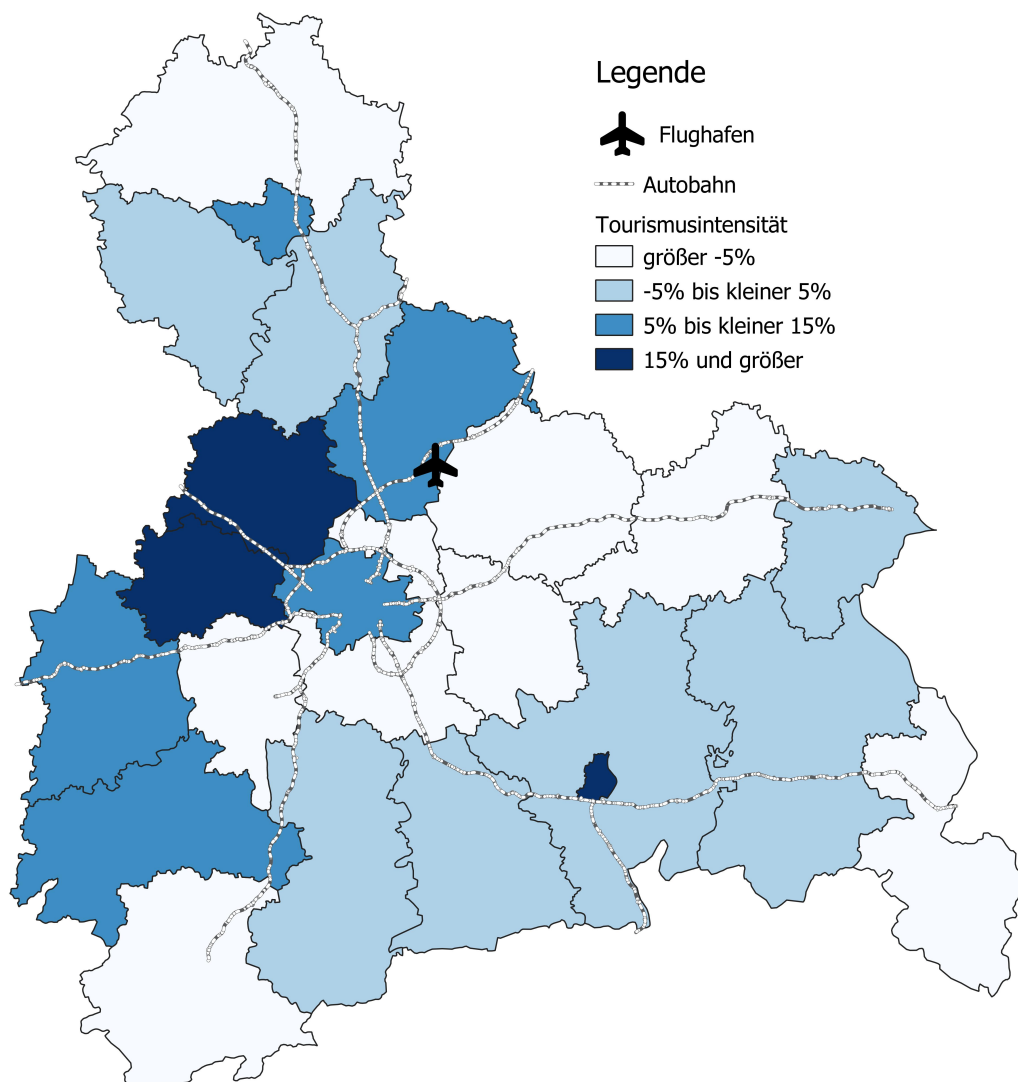 Legende
Flughafen
Autobahn
Tourismusintensität
größer -5%
-5% bis kleiner 5%
5% bis kleiner 15%
15% und größer